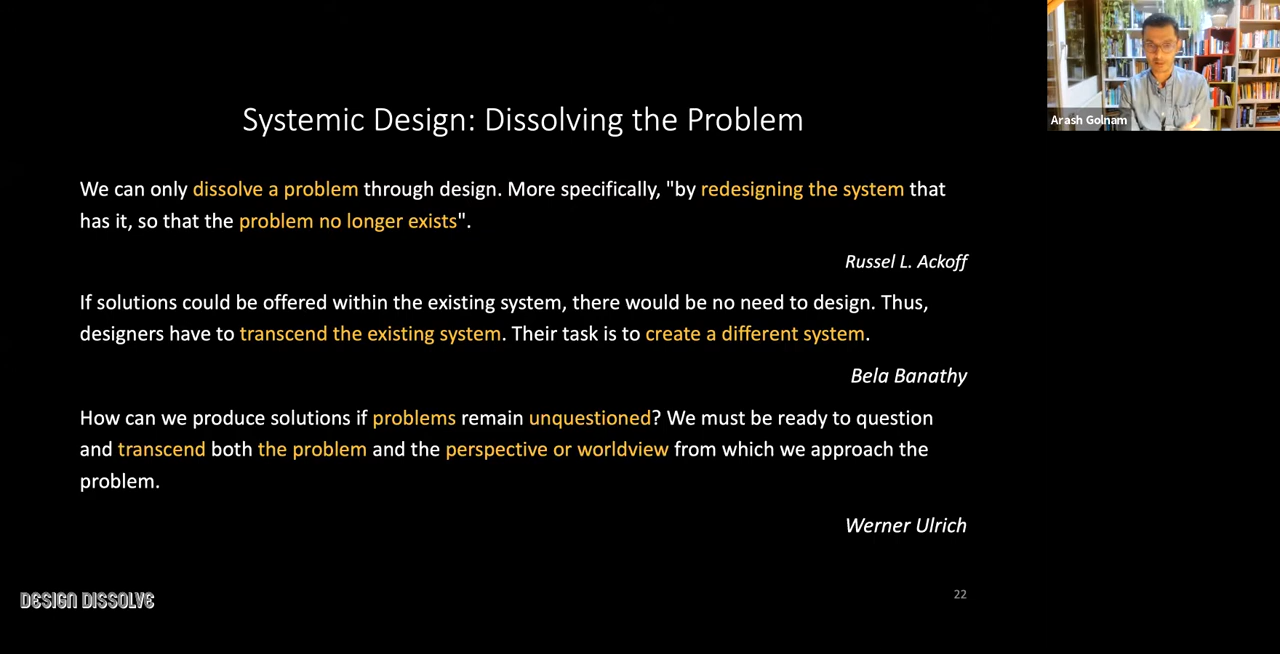 Arash Golnam
Systemic Design: Dissolving the Problem
We can only dissolve a problem through design. More specifically, "by redesigning the system that
has it, so that the problem no longer exists".
Russel L. Ackoff
If solutions could be offered within the existing system, there would be no need to design. Thus,
designers have to transcend the existing system. Their task is to create a different system.
Bela Banathy
How can we produce solutions if problems remain unquestioned? We must be ready to question
and transcend both the problem and the perspective or worldview from which we approach the
problem.
Werner Ulrich
DESIGN DISSOLVE
22